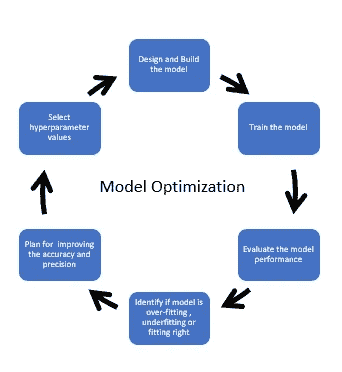 Design and Build
the model
Train the model
Evaluate the model
performance
Identify if model is
over-fitting ,
underfitting or
fitting right
Plan for improving
the accuracy and
precision
Select
hyperparameter
values
Model Optimization